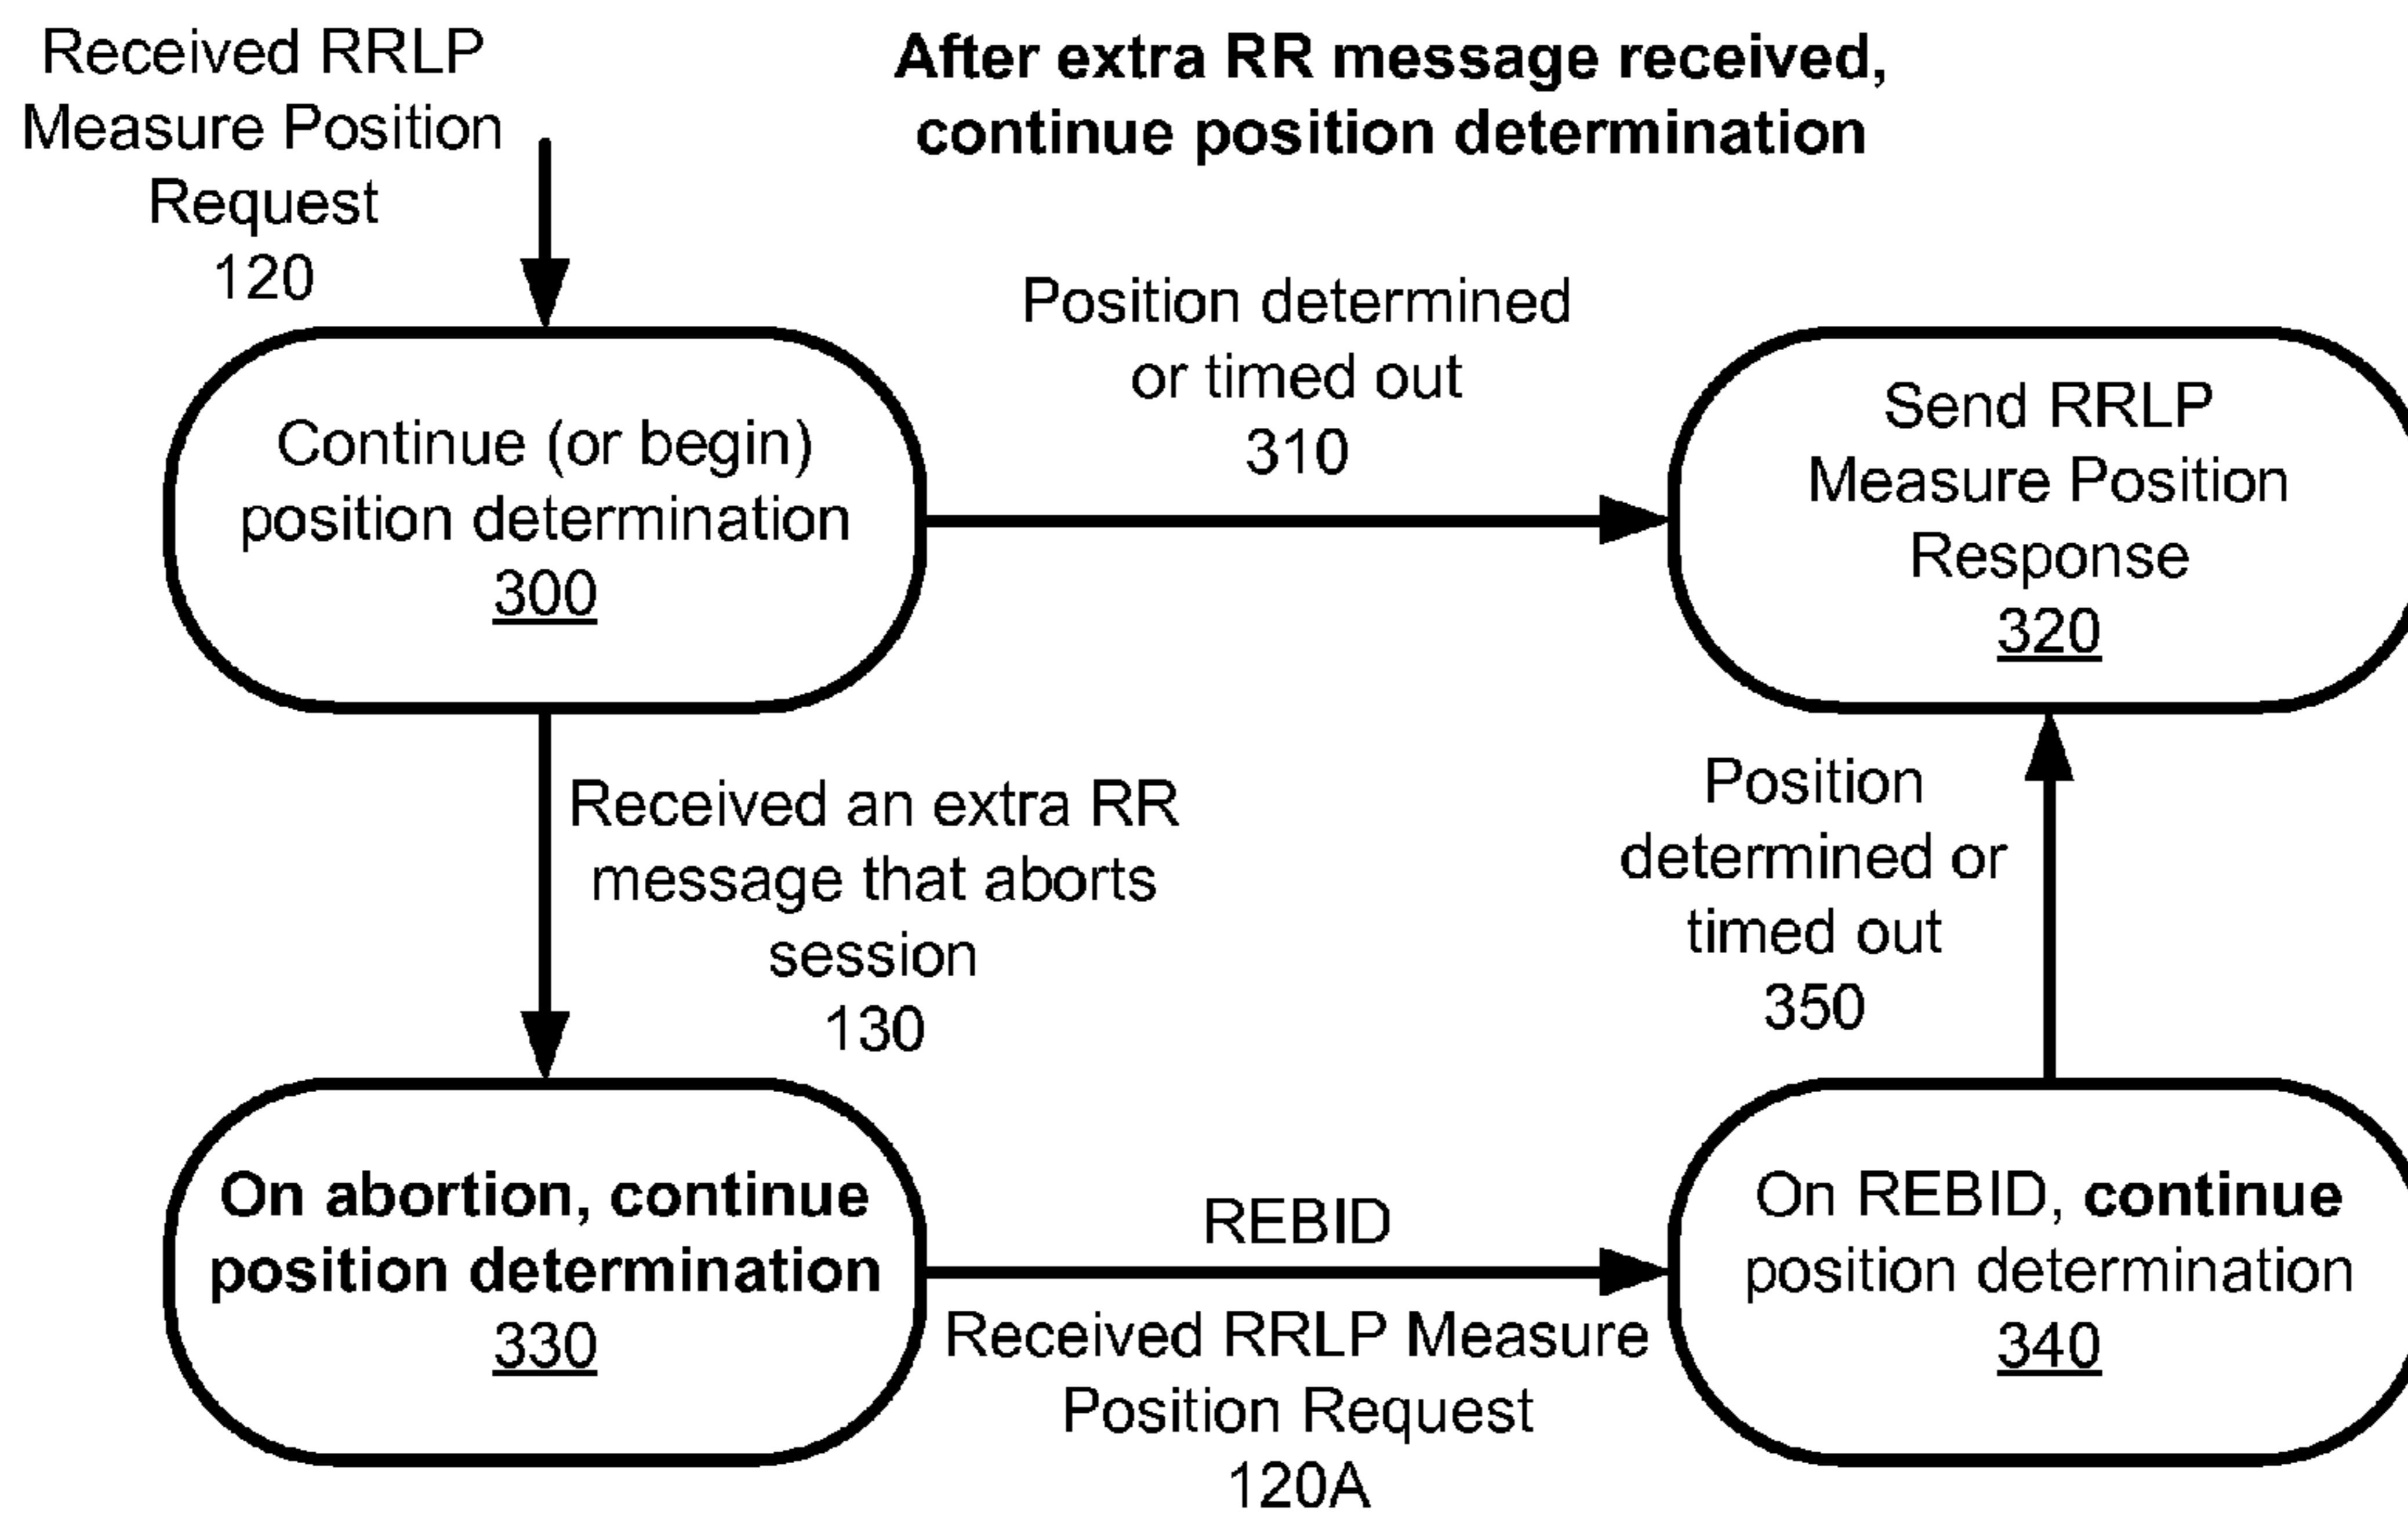 Received RRLP
Measure Position
Request
120
After extra RR message received,
continue position determination
Continue (or begin)
position determination
300
Position determined
or timed out
310
Send RRLP
Measure Position
Response
320
Received an extra RR
message that aborts
session
130
Position
determined or
timed out
350
On abortion, continue
position determination
330
REBID
Received RRLP Measure
Position Request
120A
On REBID, continue
position determination
340